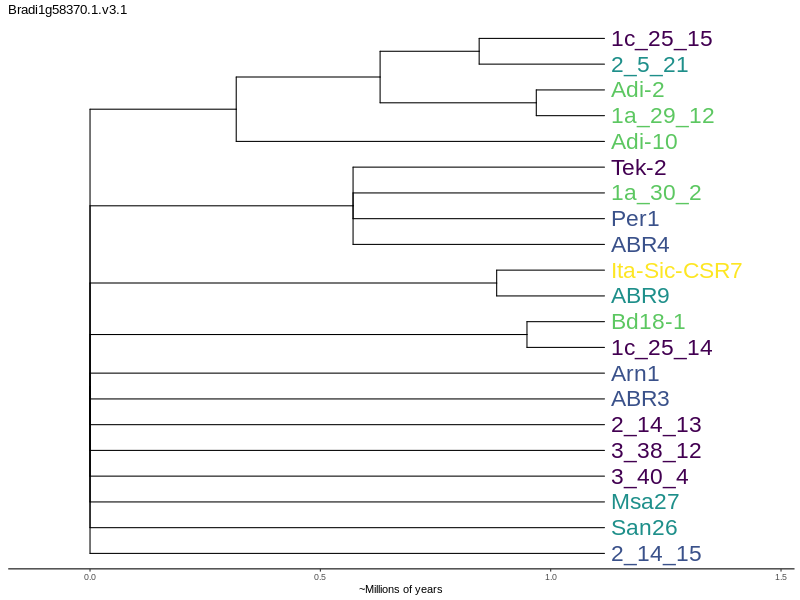 Bradi1g58370.1.v3.1
1c_25_15
2_5_21
Adi-2
1a_29_12
Adi-10
Tek-2
1a_30_2
Per1
ABR4
Ita-Sic-CSR7
ABR9
Bd18-1
1c_25_14
Arn1
ABR3
2_14_13
3_38_12
3_40_4
Msa27
San26
2_14_15
0.0 0.5 1.0 1.5
~Millions of years